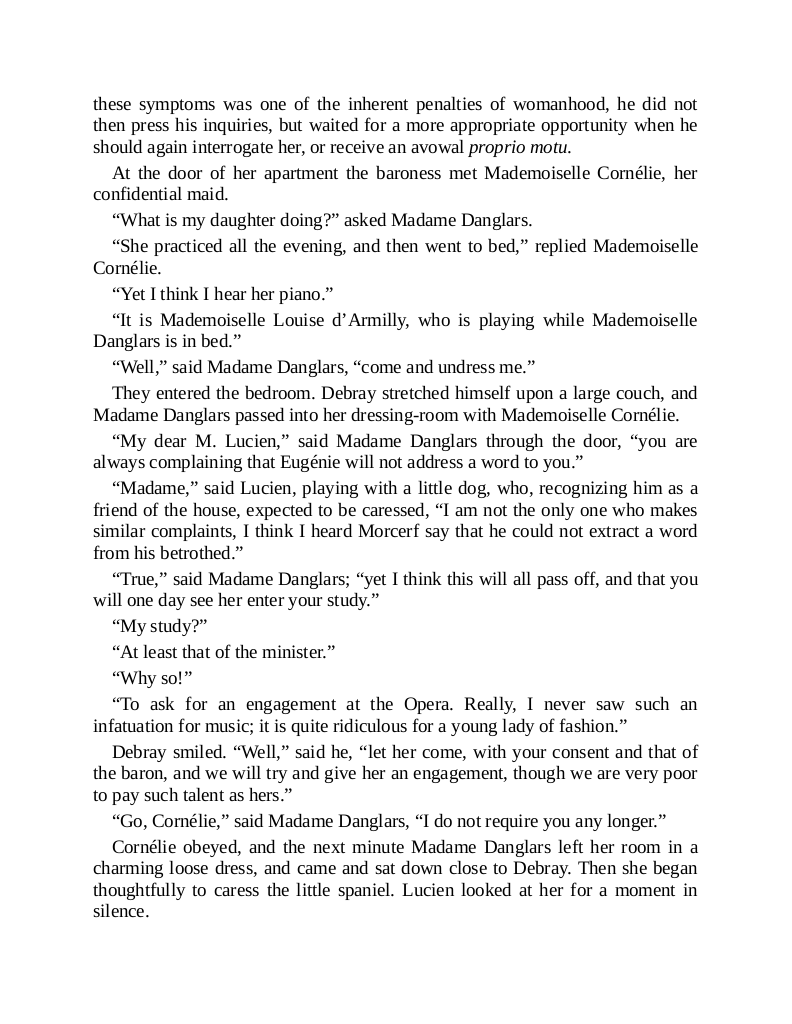 these symptoms was one of the inherent penalties of womanhood, he did not
then press his inquiries, but waited for a more appropriate opportunity when he
should again interrogate her, or receive an avowal proprio motu.
At the door of her apartment the baroness met Mademoiselle Cornélie, her
confidential maid.
“What is my daughter doing?” asked Madame Danglars.
“She practiced all the evening, and then went to bed,” replied Mademoiselle
Cornélie.
“Yet I think I hear her piano.”
“It is Mademoiselle Louise d’Armilly, who is playing while Mademoiselle
Danglars is in bed.”
“Well,” said Madame Danglars, “come and undress me.”
They entered the bedroom. Debray stretched himself upon a large couch, and
Madame Danglars passed into her dressing-room with Mademoiselle Cornélie.
“My dear M. Lucien,” said Madame Danglars through the door, “you are
always complaining that Eugénie will not address a word to you.”
“Madame,” said Lucien, playing with a little dog, who, recognizing him as a
friend of the house, expected to be caressed, “I am not the only one who makes
similar complaints, I think I heard Morcerf say that he could not extract a word
from his betrothed.”
“True,” said Madame Danglars; “yet I think this will all pass off, and that you
will one day see her enter your study.”
“My study?”
“At least that of the minister.”
“Why so!”
“To ask for an engagement at the Opera. Really, I never saw such an
infatuation for music; it is quite ridiculous for a young lady of fashion.”
Debray smiled. “Well,” said he, “let her come, with your consent and that of
the baron, and we will try and give her an engagement, though we are very poor
to pay such talent as hers.”
“Go, Cornélie,” said Madame Danglars, “I do not require you any longer.”
Cornélie obeyed, and the next minute Madame Danglars left her room in a
charming loose dress, and came and sat down close to Debray. Then she began
thoughtfully to caress the little spaniel. Lucien looked at her for a moment in
silence.